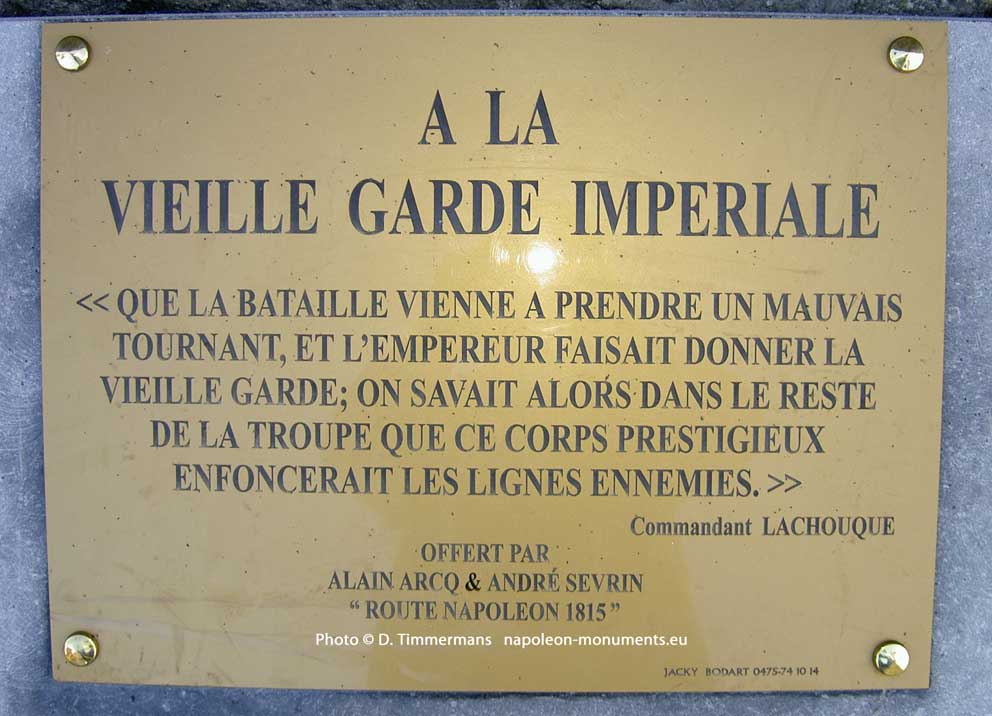 A LA
VIEILLE GARDE IMPERIALE
<< QUE LA BATAILLE VIENNE A PRENDRE UN MAUVAIS
TOURNANT, ET L'EMPEREUR FAISAIT DONNER LA
VIEILLE GARDE; ON SAVAIT ALORS DANS LE RESTE
DE LA TROUPE QUE CE CORPS PRESTIGIEUX
ENFONCERAIT LES LIGNES ENNEMIES. >>
Commandant LACHOUQUE
OFFERT PAR
ALAIN ARCQ & ANDRÉ SEVRIN
“ ROUTE NAPOLEON 1815 ”
Photo © D. Timmermans napoleon-monuments.eu
JACKY BODART 0475-74 10 14